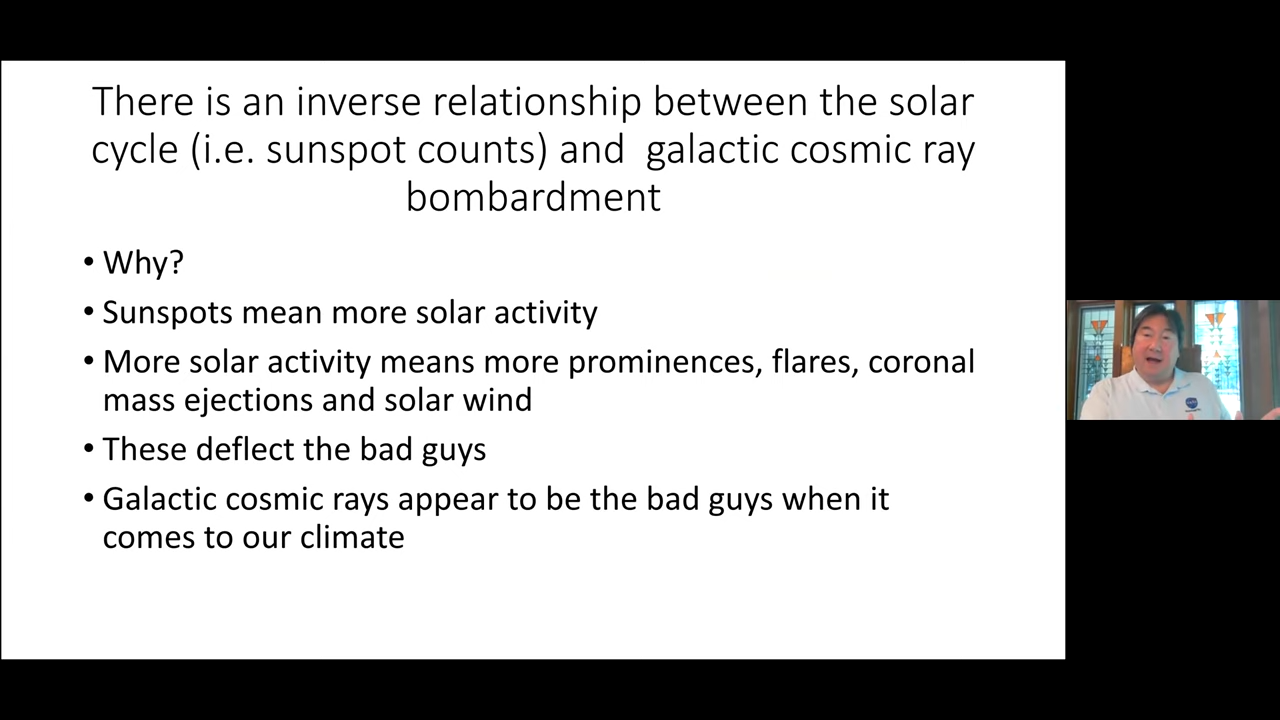 There is an inverse relationship between the solar
cycle (i.e. sunspot counts) and  galactic cosmic ray
bombardment
• Why?
• Sunspots mean more solar activity
• More solar activity means more prominences, flares, coronal
mass ejections and solar wind
• These deflect the bad guys
• Galactic cosmic rays appear to be the bad guys when it
comes to our climate